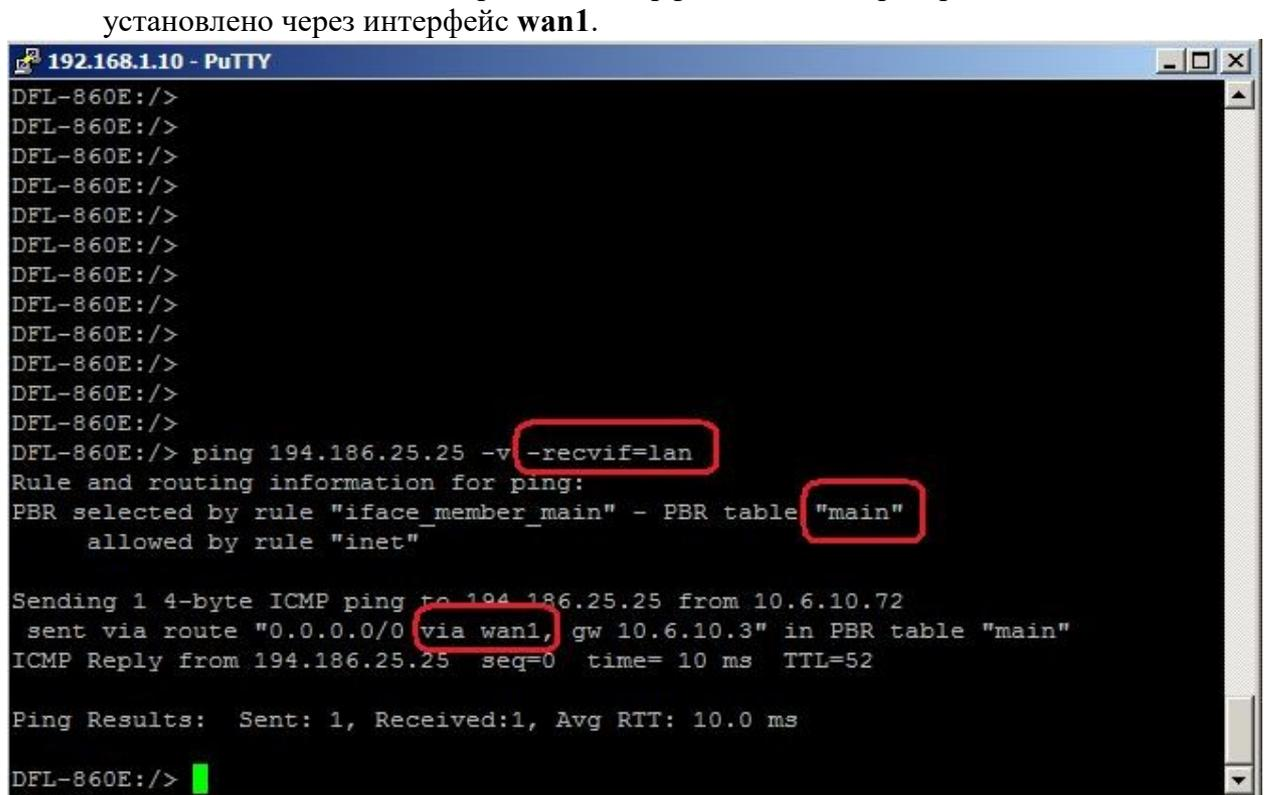 установлено через интерфейс wan1.
192.168.1.10 - PuTTY
DFL-860E:/>
DFL-860E:/>
DFL-860E:/>
DFL-860E:/>
DFL-860E:/>
DFL-860E:/>
DFL-860E:/>
DFL-860E:/>
DFL-860E:/>
DFL-860E:/>
DFL-860E:/>
DFL-860E:/>
DFL-860E:/> ping 194.186.25.25 -v -recvif=lan
Rule and routing information for ping:
PBR selected by rule "iface_member_main" - PBR table "main"
allowed by rule "inet"
Sending 1 4-byte ICMP ping to 194.186.25.25 from 10.6.10.72
sent via route "0.0.0.0/0 via wan1, gw 10.6.10.3" in PBR table "main"
ICMP Reply from 194.186.25.25 seq=0 time= 10 ms TTL=52
Ping Results: Sent: 1, Received:1, Avg RTT: 10.0 ms
DFL-860E:/>